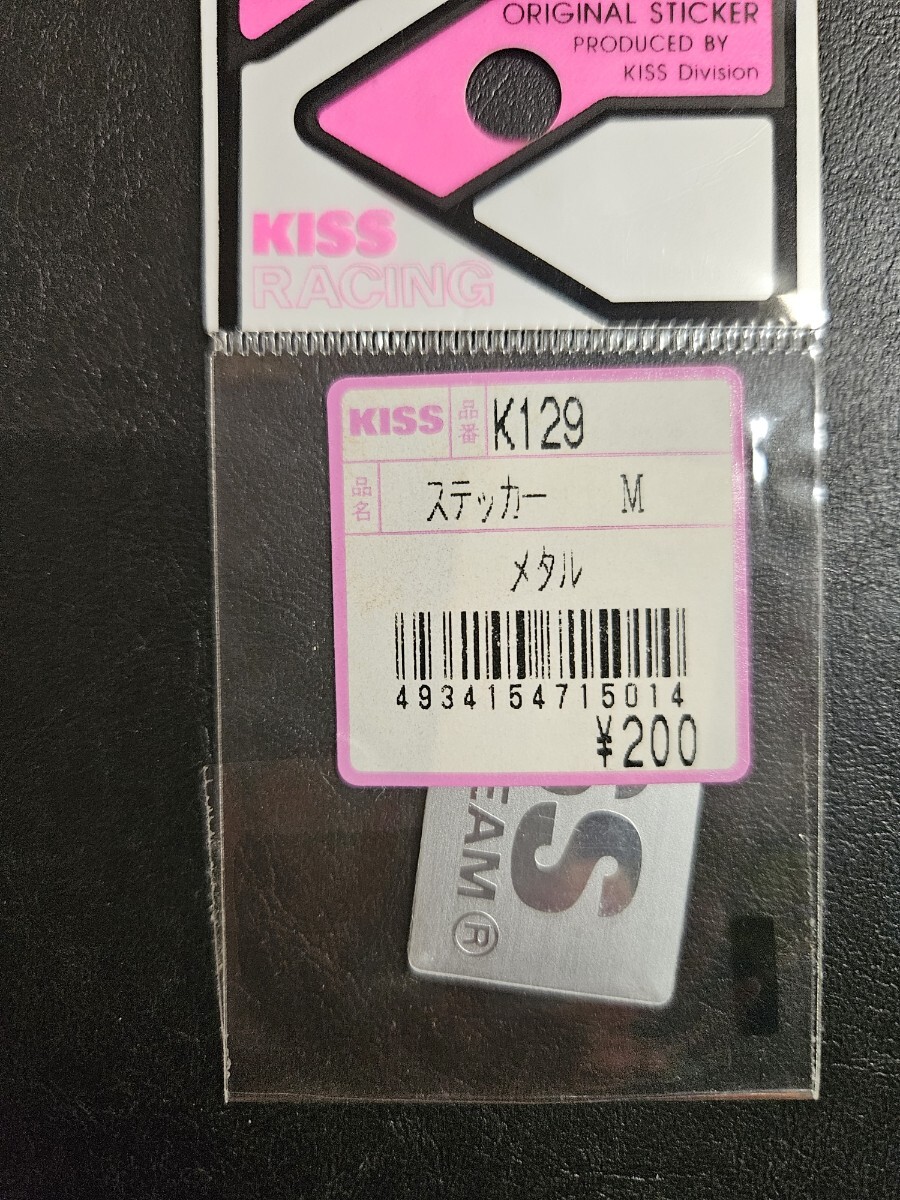 ORIGINAL STICKER
PRODUCED BY
KISS Division
KISS
RACING
KISS 品番 K129
品名 ステッカー M
メタル
4934154715014
¥200
SS
EAM®